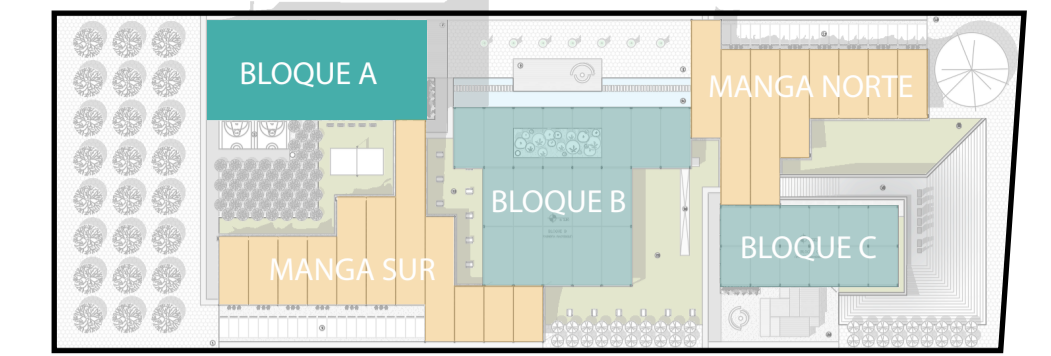 BLOQUE A
MANGA NORTE
BLOQUE B
BLOQUE C
MANGA SUR